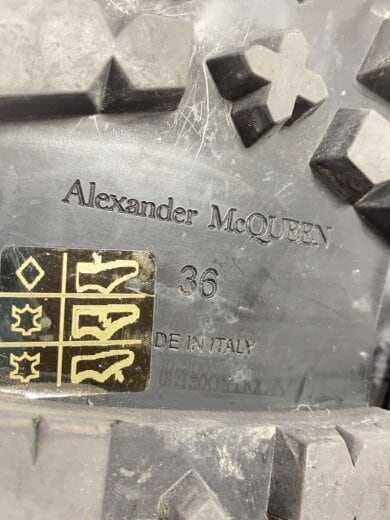 Alexander McQUEEN
36
DE IN ITALY